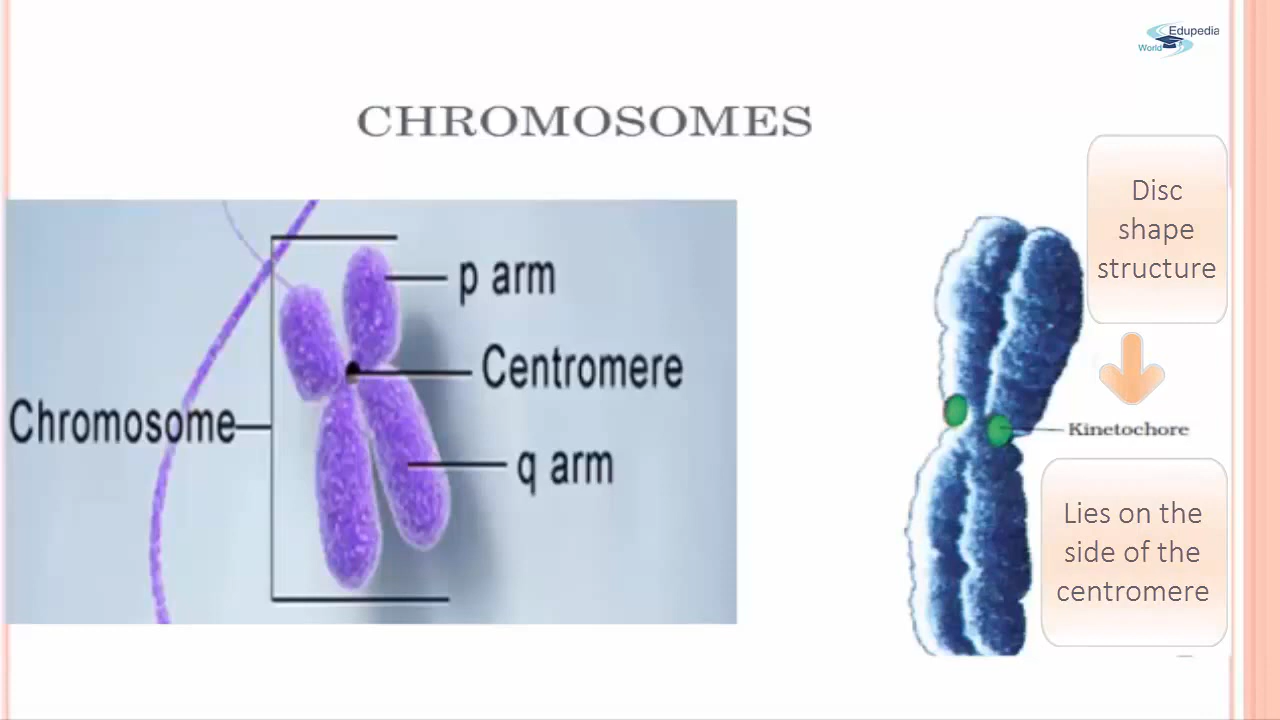 Edupedia
World
CHROMOSOMES
p arm
Centromere
Chromosome
q arm
Disc
shape
structure
Kinetochore
Lies on the
side of the
centromere